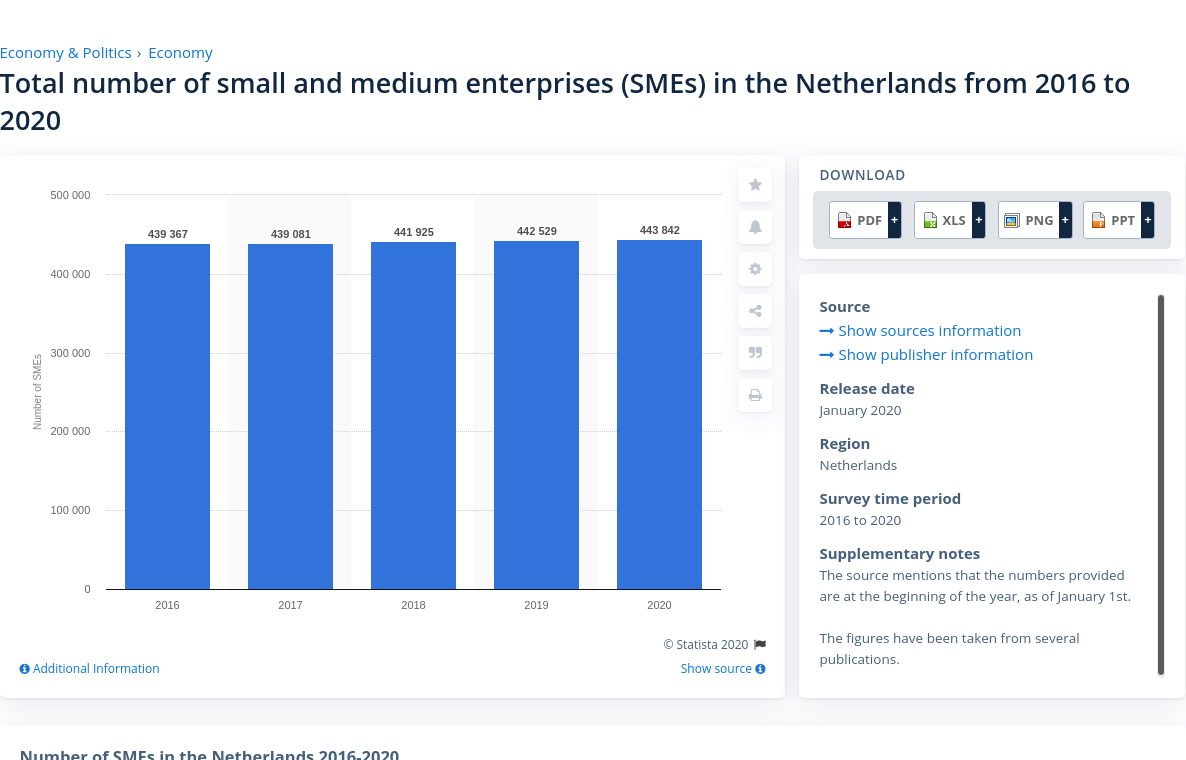 Economy & Politics › Economy
Total number of small and medium enterprises (SMEs) in the Netherlands from 2016 to
2020
500 000
400 000
300 000
200 000
100 000
0
Number of SMEs
439 367
439 081
441 925
442 529
443 842
2016
2017
2018
2019
2020
© Statista 2020
Additional Information
Show source
DOWNLOAD
PDF +
XLS +
PNG +
PPT +
Source
Show sources information
Show publisher information
Release date
January 2020
Region
Netherlands
Survey time period
2016 to 2020
Supplementary notes
The source mentions that the numbers provided
are at the beginning of the year, as of January 1st.
The figures have been taken from several
publications.
Number of SMEs in the Netherlands 2016-2020